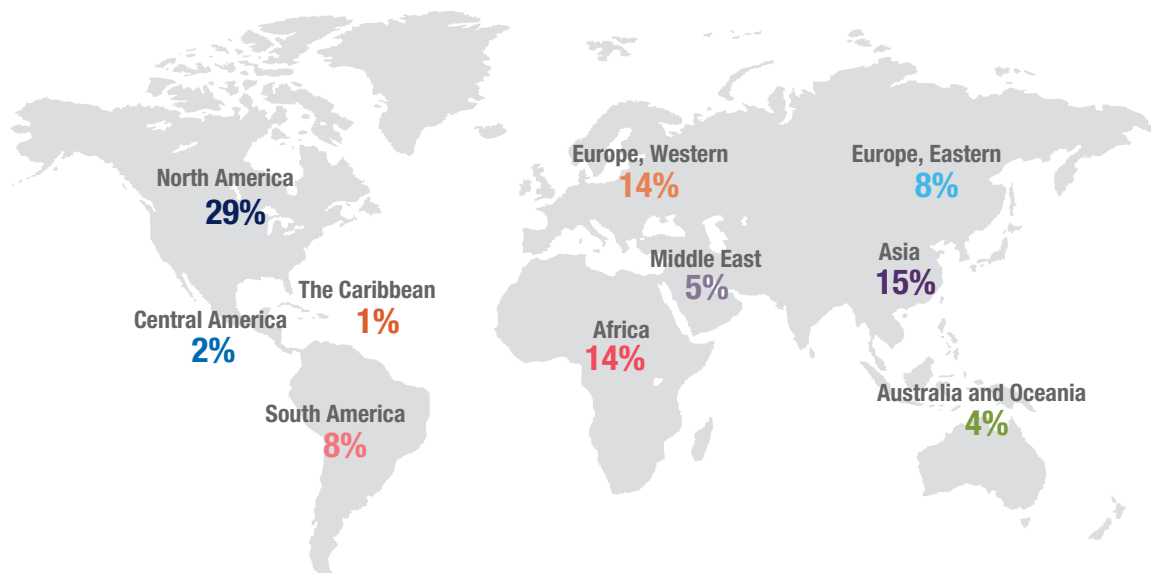 North America
29%
Europe, Western
14%
Europe, Eastern
8%
Middle East
5%
Asia
15%
The Caribbean
1%
Central America
2%
Africa
14%
South America
8%
Australia and Oceania
4%